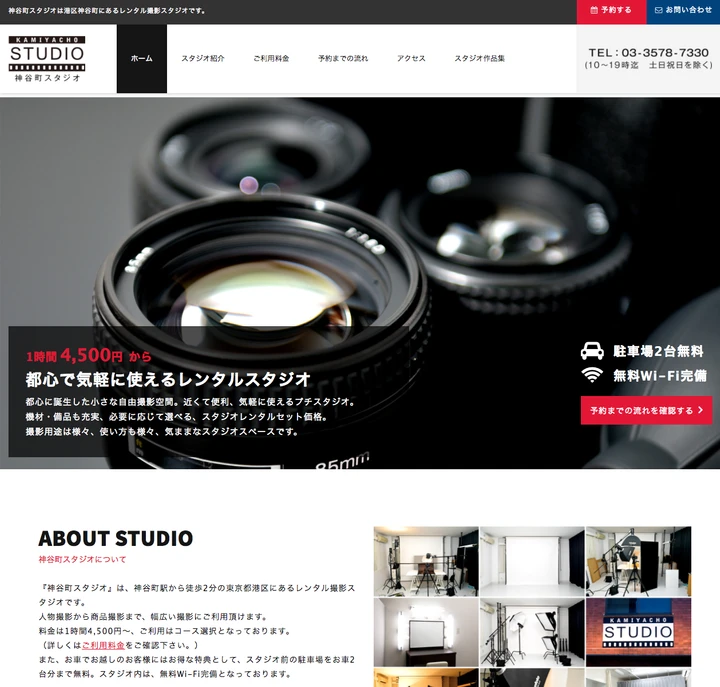 神谷町スタジオは港区神谷町にあるレンタル撮影スタジオです。
予約する
お問い合わせ
KAMIYACHO
STUDIO
神谷町スタジオ
ホーム
スタジオ紹介
ご利用料金
予約までの流れ
アクセス
スタジオ作品集
TEL：03-3578-7330
(10〜19時迄　土日祝日を除く)
1時間 4,500円 から
都心で気軽に使えるレンタルスタジオ
都心に誕生した小さな自由撮影空間。近くて便利、気軽に使えるプチスタジオ。
機材・備品も充実、必要に応じて選べる、スタジオレンタルセット価格。
撮影用途は様々、使い方も様々、気ままなスタジオスペースです。
駐車場2台無料
無料Wi-Fi完備
予約までの流れを確認する
85mm
ABOUT STUDIO
神谷町スタジオについて
『神谷町スタジオ』は、神谷町駅から徒歩2分の東京都港区にあるレンタル撮影ス
タジオです。
人物撮影から商品撮影まで、幅広い撮影にご利用頂けます。
料金は1時間4,500円〜、ご利用はコース選択となっております。
（詳しくはご利用料金をご確認下さい。）
また、お車でお越しのお客様にはお得な特典として、スタジオ前の駐車場をお車2
台分まで無料。スタジオ内は、無料Wi-Fi完備となっております。
KAMIYACHO
STUDIO